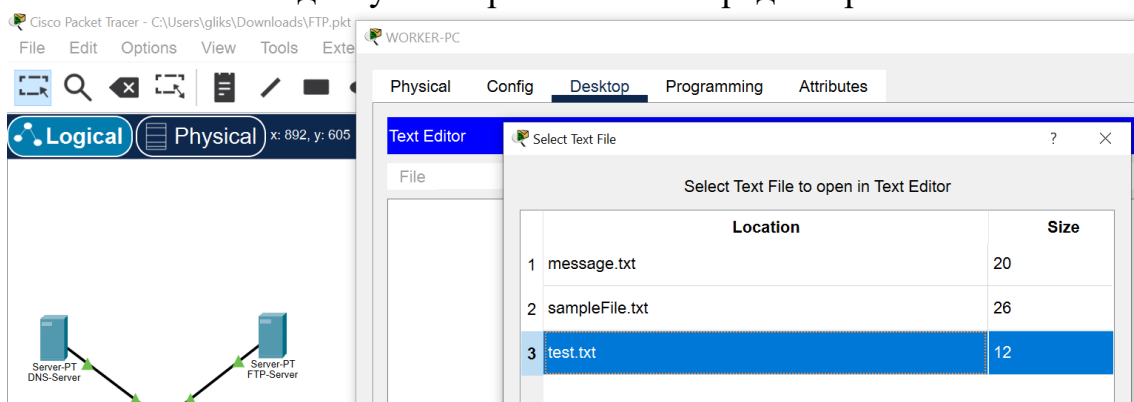 Cisco Packet Tracer - C:\Users\gliks\Downloads\FTP.pkt
File Edit Options View Tools Exte
WORKER-PC
Physical Config Desktop Programming Attributes
Logical Physical x: 892, y: 605
Text Editor
Select Text File ?
File
Select Text File to open in Text Editor
Location Size
1 message.txt 20
2 sampleFile.txt 26
3 test.txt 12
Server-PT
DNS-Server
Server-PT
FTP-Server